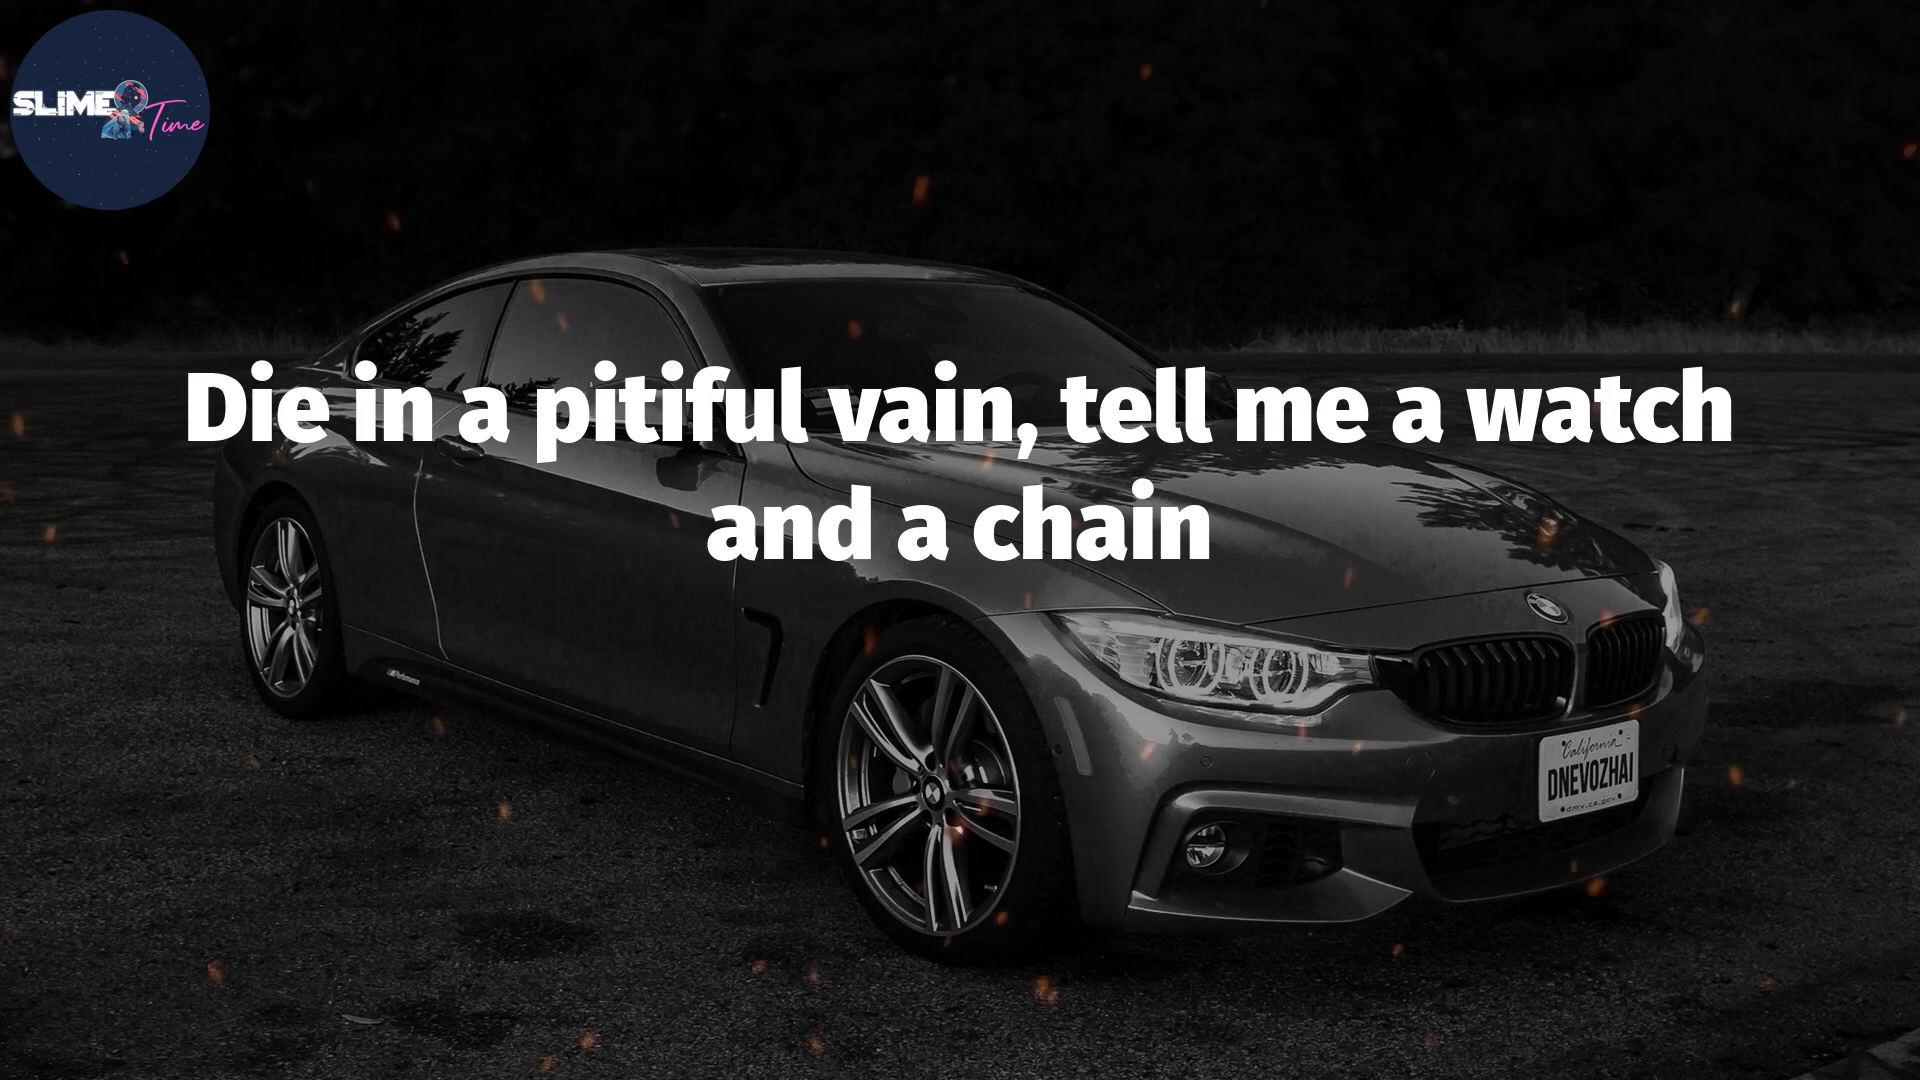 SLIME
Time
Die in a pitiful vain, tell me a watch
and a chain
California
DNEVOZHAI
dmv.ca.gov